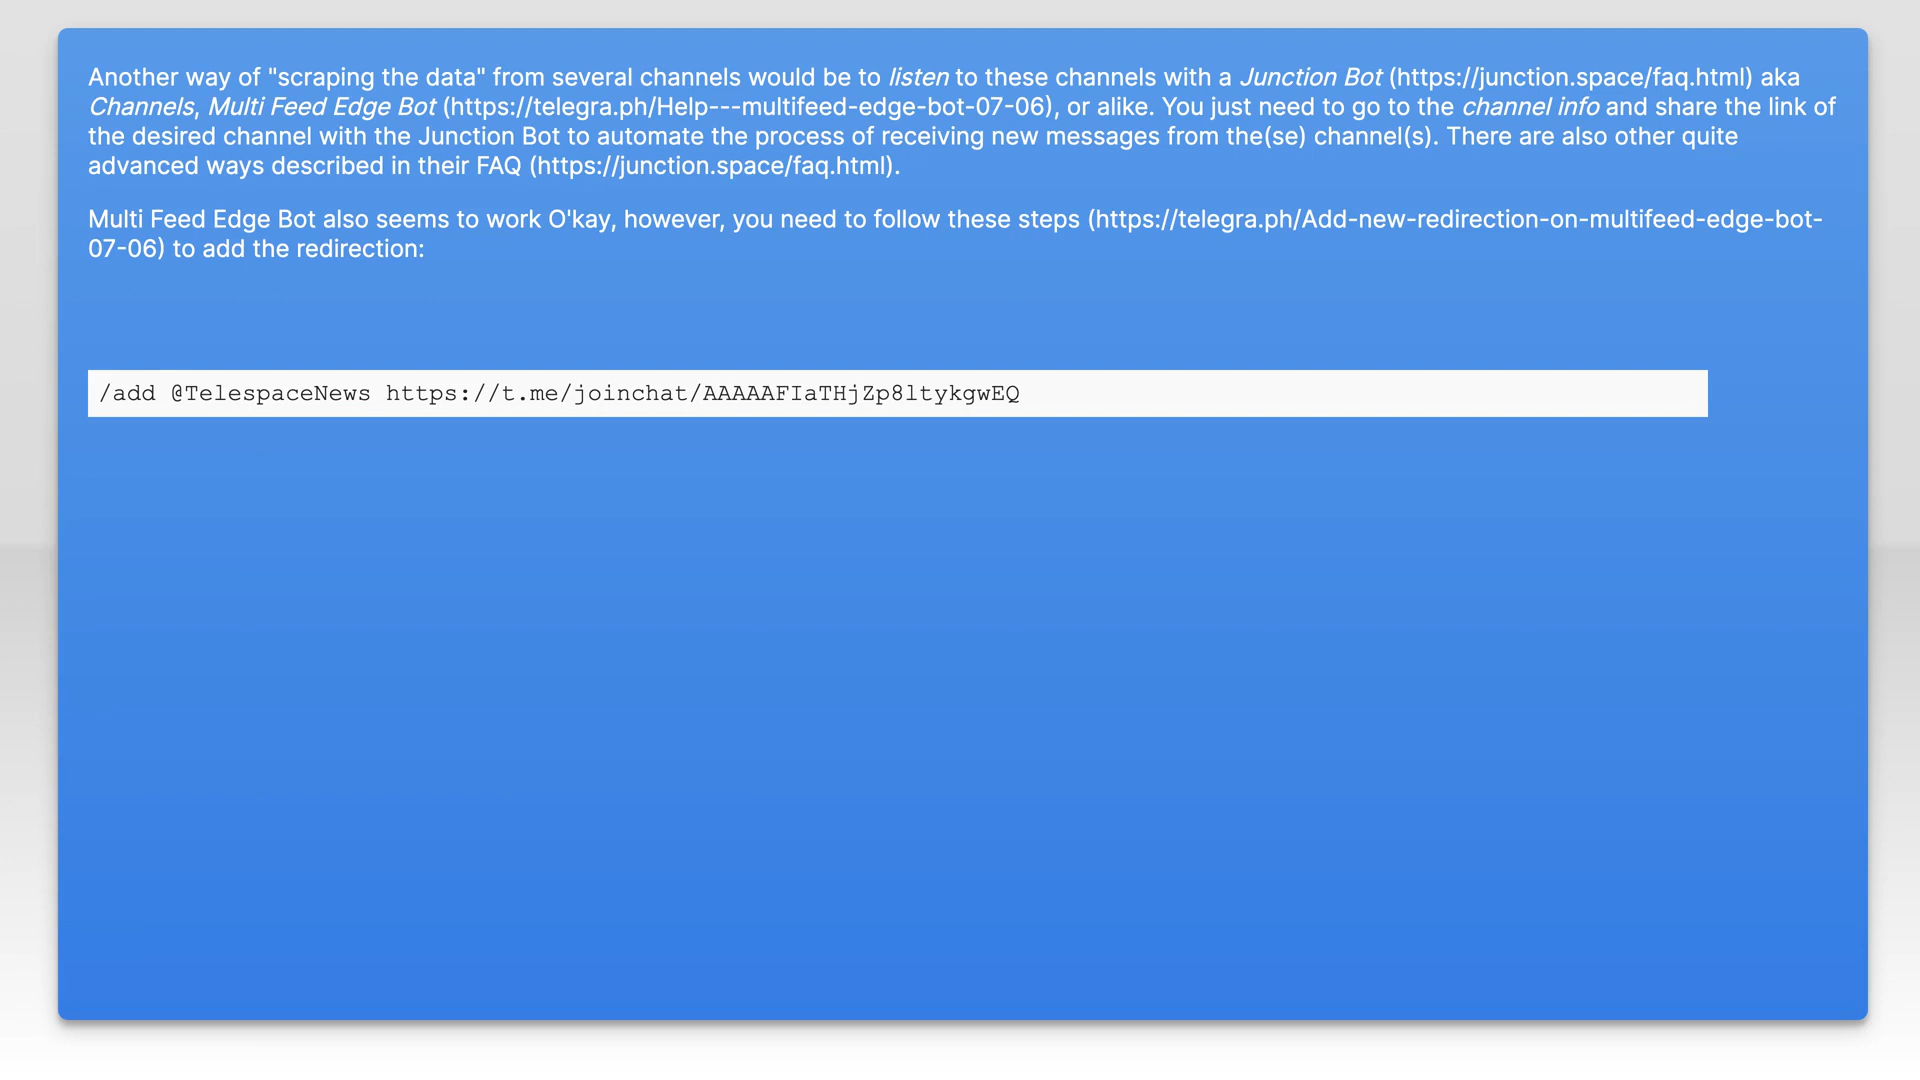 Another way of "scraping the data" from several channels would be to listen to these channels with a Junction Bot (https://junction.space/faq.html) aka
Channels, Multi Feed Edge Bot (https://telegra.ph/Help---multifeed-edge-bot-07-06), or alike. You just need to go to the channel info and share the link of
the desired channel with the Junction Bot to automate the process of receiving new messages from the(se) channel(s). There are also other quite
advanced ways described in their FAQ (https://junction.space/faq.html).
Multi Feed Edge Bot also seems to work O'kay, however, you need to follow these steps (https://telegra.ph/Add-new-redirection-on-multifeed-edge-bot-
07-06) to add the redirection:
/add @TelespaceNews https://t.me/joinchat/AAAAAFIaTHjZp8ltykgwEQ